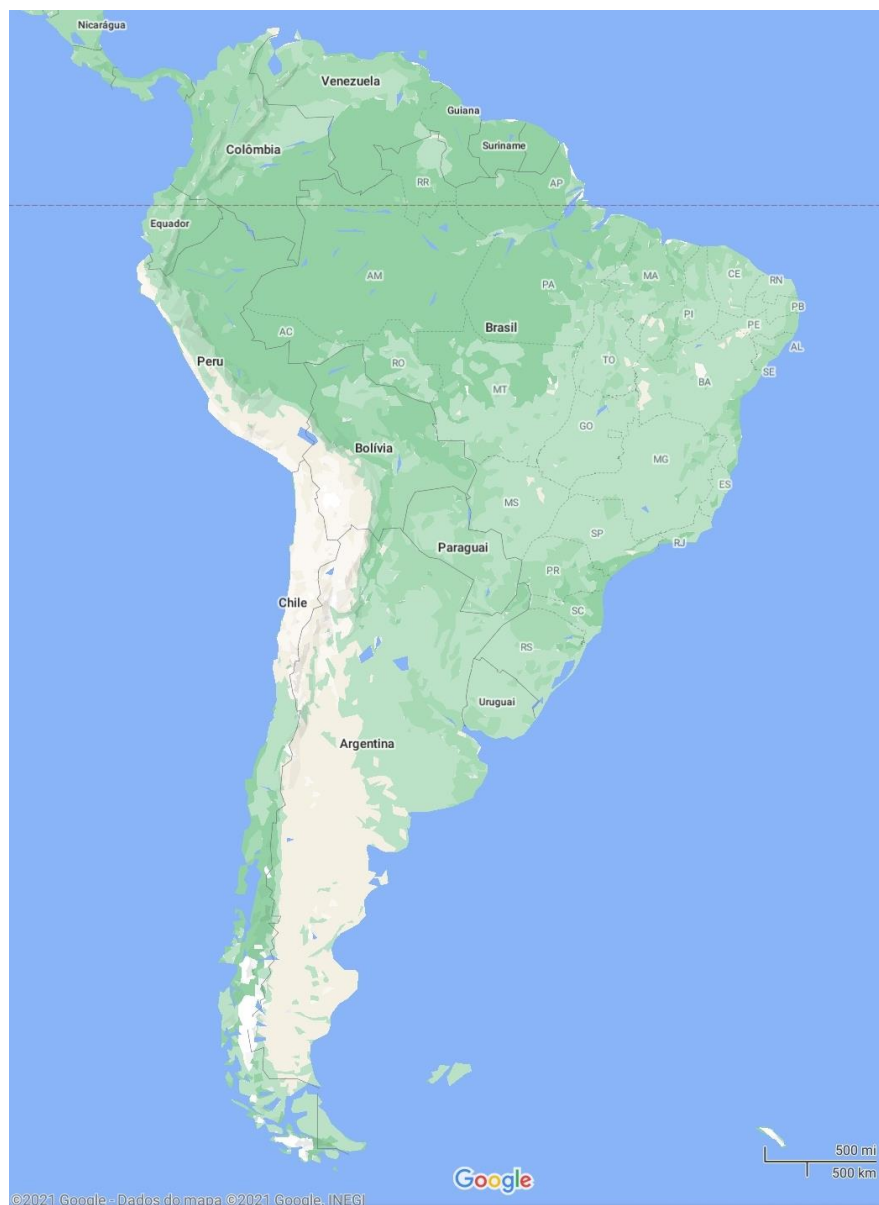 Nicarágua
Venezuela
Guiana
Suriname
Colômbia
RR
AP
Equador
AM
PA
MA
CE
RN
PI
PB
PE
Brasil
AC
AL
Peru
RO
TO
SE
MT
BA
GO
Bolívia
MG
ES
MS
SP
RJ
Paraguai
PR
Chile
SC
RS
Uruguai
Argentina
500 mi
500 km
Google
©2021 Google - Dados do mapa ©2021 Google, INEGI